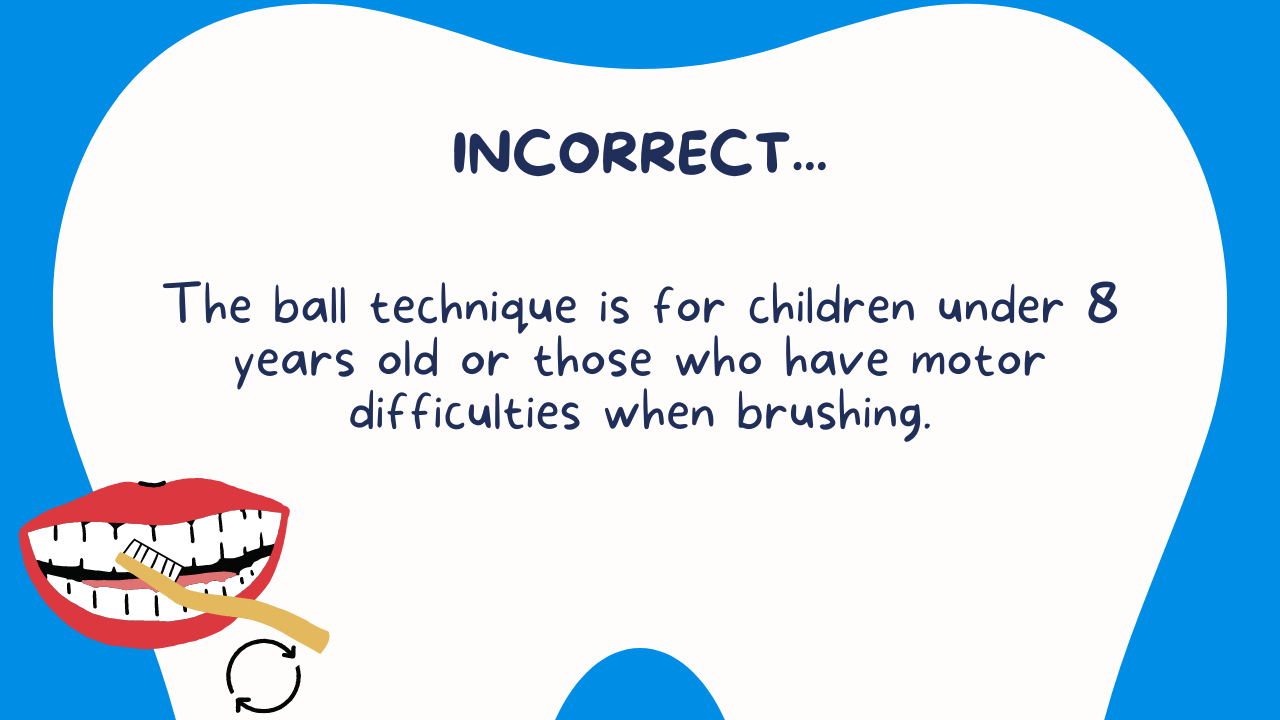 INCORRECT...
The ball technique is for children under 8
years old or those who have motor
difficulties when brushing.